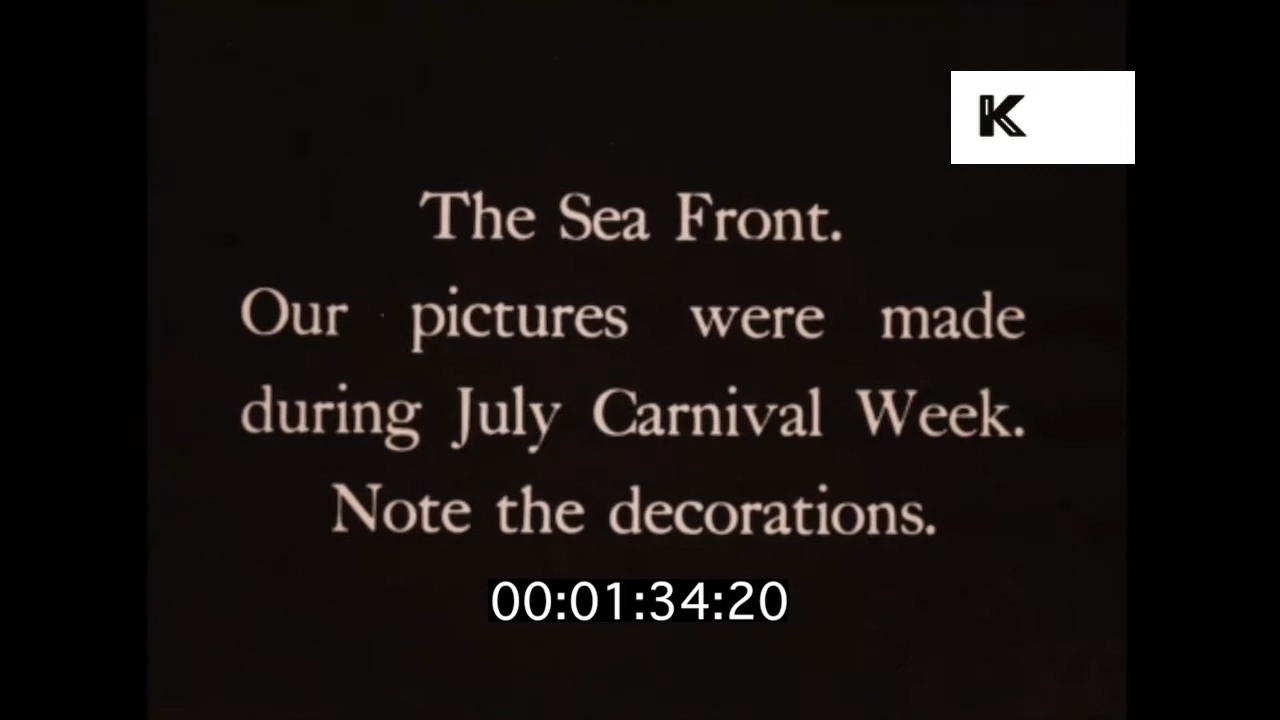 K
The Sea Front.
Our pictures were made
during July Carnival Week.
Note the decorations.
00:01:34:20